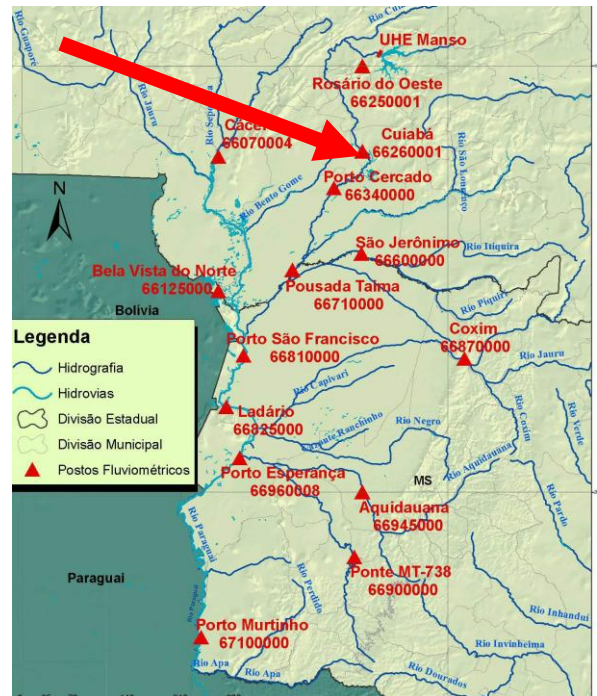 Rio Guaporé
Rio Jauru
Rio Sepotuba
UHE Manso
Rosário do Oeste
66250001
66070004
Cuiabá
66260001
Rio São Lourenço
Porto Cercado
66340000
Rio Bento Gome
N
São Jerônimo
66600000
Rio Itiquira
Bela Vista do Norte
66125000
Pousada Taima
66710000
Rio Piquiri
Bolivia
Coxim
66870000
Legenda
Hidrografia
Hidrovias
Divisão Estadual
Divisão Municipal
Postos Fluviométricos
Porto São Francisco
66810000
Rio Jauru
Rio Capivari
Rio Coxim
Rio Verde
Ladário
66825000
Ranchinho
Rio Negro
Porto Esperança
66960008
MS
Rio Aquidauana
Aquidauana
66945000
Rio Pardo
Rio Paraguai
Ponte MT-738
66900000
Paraguai
Rio Perdido
Rio Inhanduí
Porto Murtinho
67100000
Rio Ivinheima
Rio Apa
Rio Apa
Rio Dourados